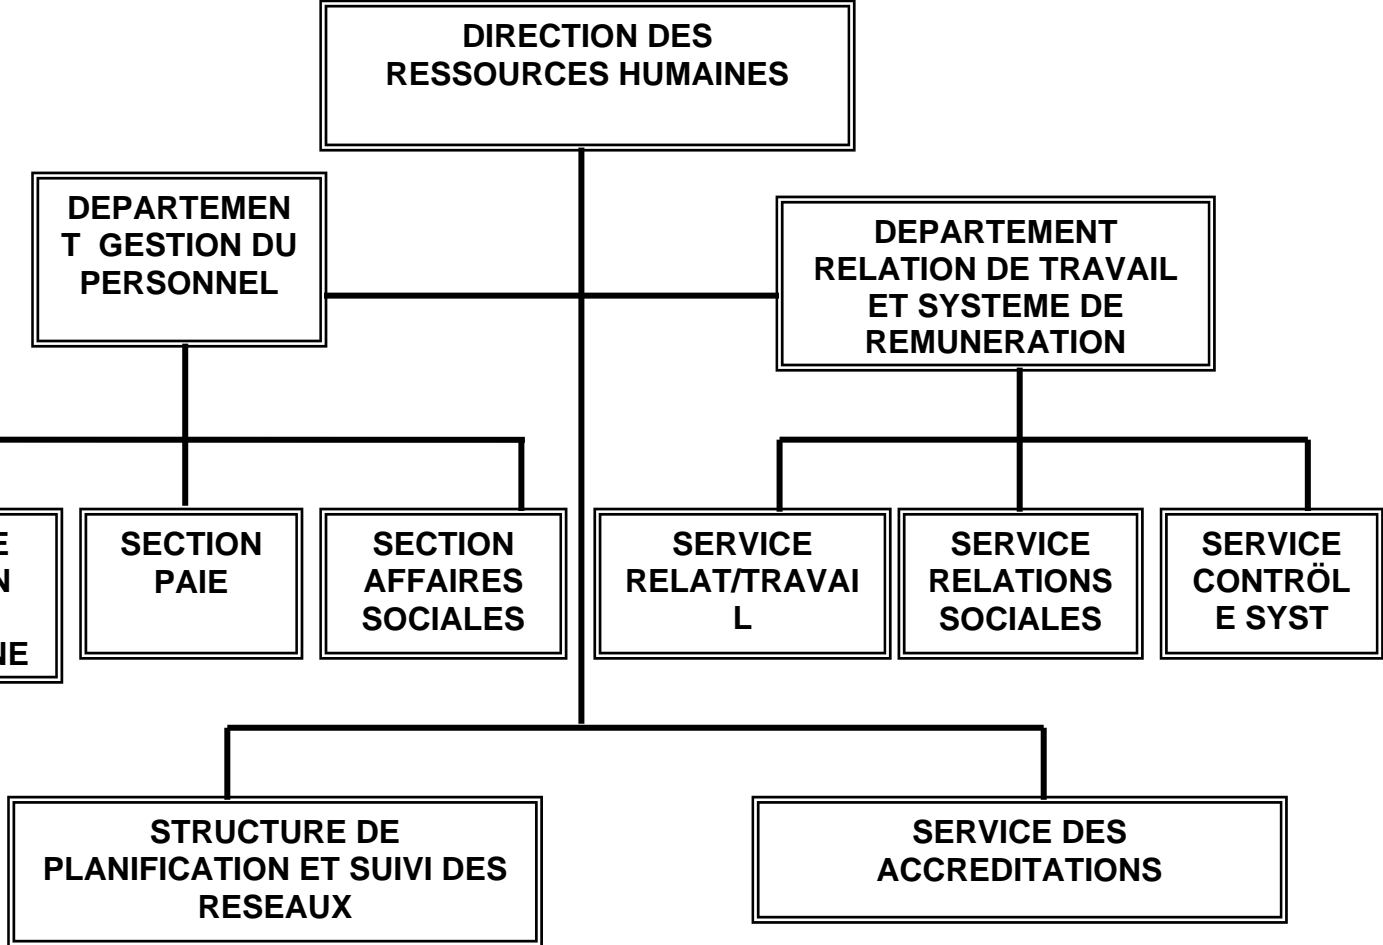 DIRECTION DES
RESSOURCES HUMAINES
DEPARTEMEN
T GESTION DU
PERSONNEL
DEPARTEMENT
RELATION DE TRAVAIL
ET SYSTEME DE
REMUNERATION
SECTION
PAIE
SECTION
AFFAIRES
SOCIALES
SERVICE
RELAT/TRAVAI
L
SERVICE
RELATIONS
SOCIALES
SERVICE
CONTRÖL
E SYST
STRUCTURE DE
PLANIFICATION ET SUIVI DES
RESEAUX
SERVICE DES
ACCREDITATIONS